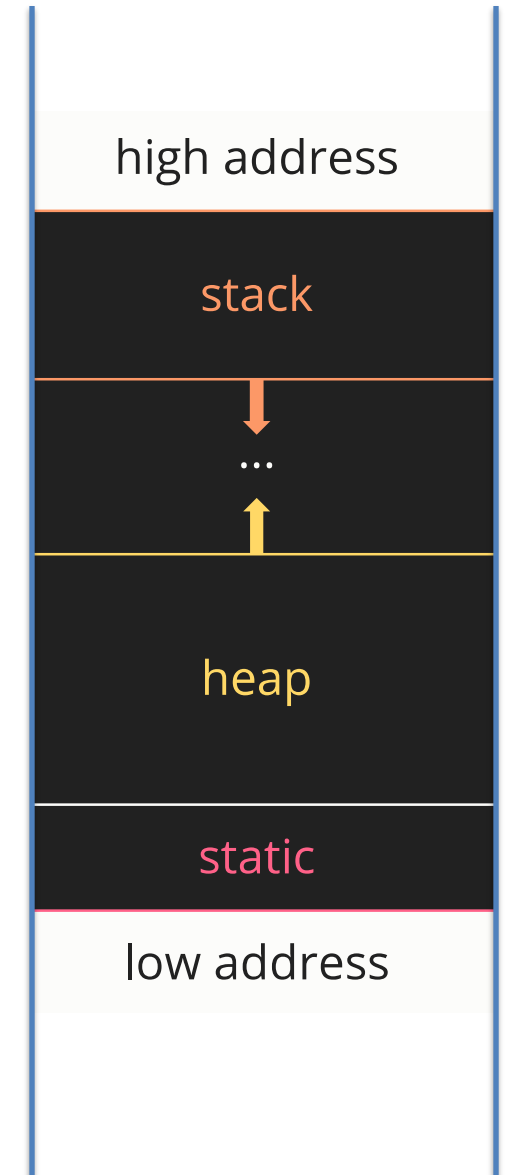 high address
stack
...
heap
static
low address